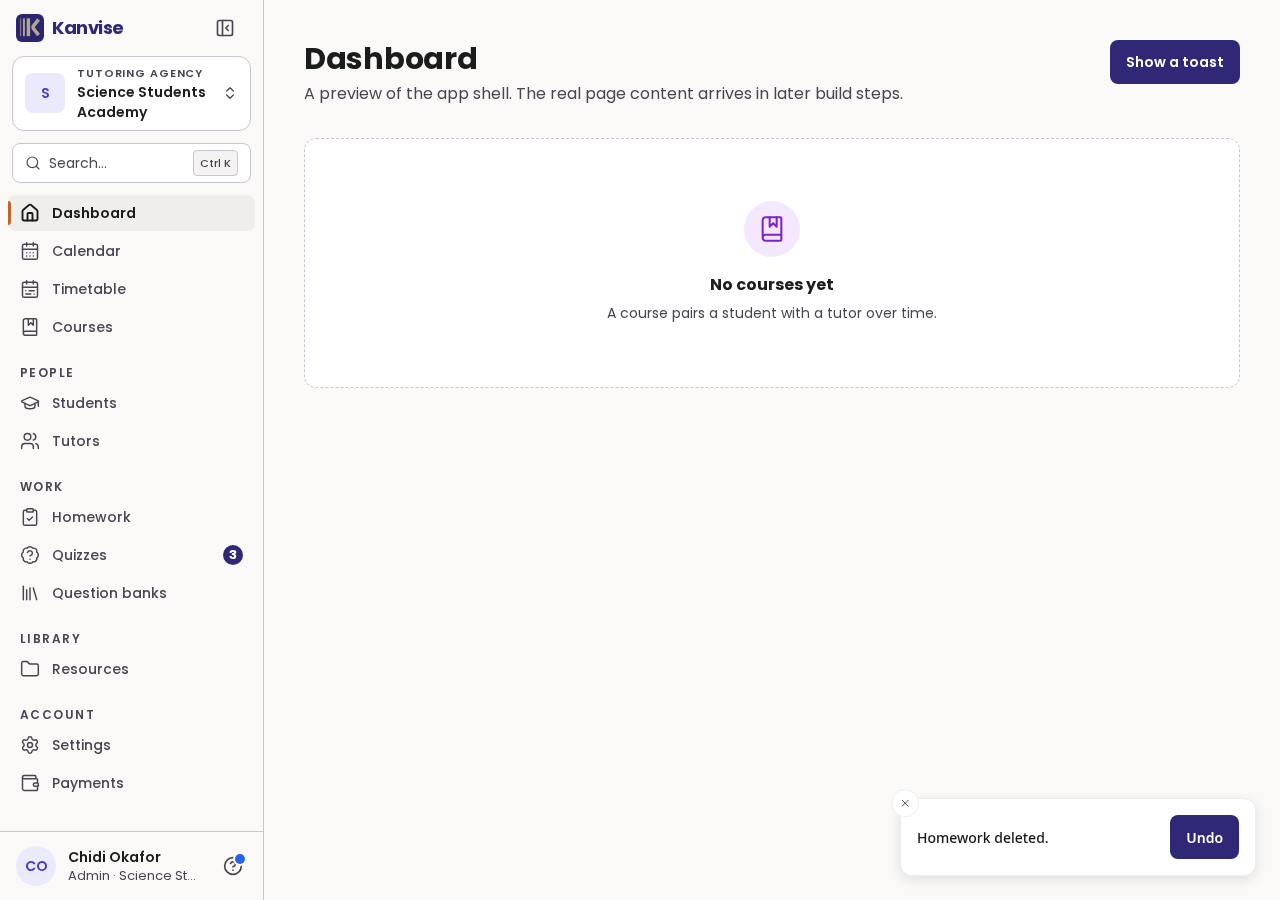 Kanvise
TUTORING AGENCY
S
Science Students
Academy
Search...
Ctrl K
Dashboard
Calendar
Timetable
Courses
PEOPLE
Students
Tutors
WORK
Homework
Quizzes
3
Question banks
LIBRARY
Resources
ACCOUNT
Settings
Payments
CO
Chidi Okafor
Admin · Science St...
Dashboard
A preview of the app shell. The real page content arrives in later build steps.
Show a toast
No courses yet
A course pairs a student with a tutor over time.
Homework deleted.
Undo